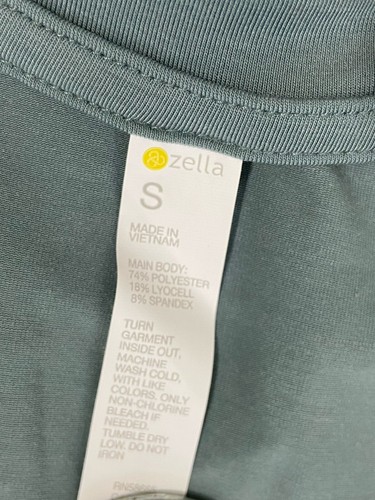 zella
S
MADE IN
VIETNAM
MAIN BODY:
74% POLYESTER
18% LYOCELL
8% SPANDEX
TURN
GARMENT
INSIDE OUT,
MACHINE
WASH COLD,
WITH LIKE
COLORS. ONLY
NON-CHLORINE
BLEACH IF
NEEDED.
TUMBLE DRY
LOW. DO NOT
IRON